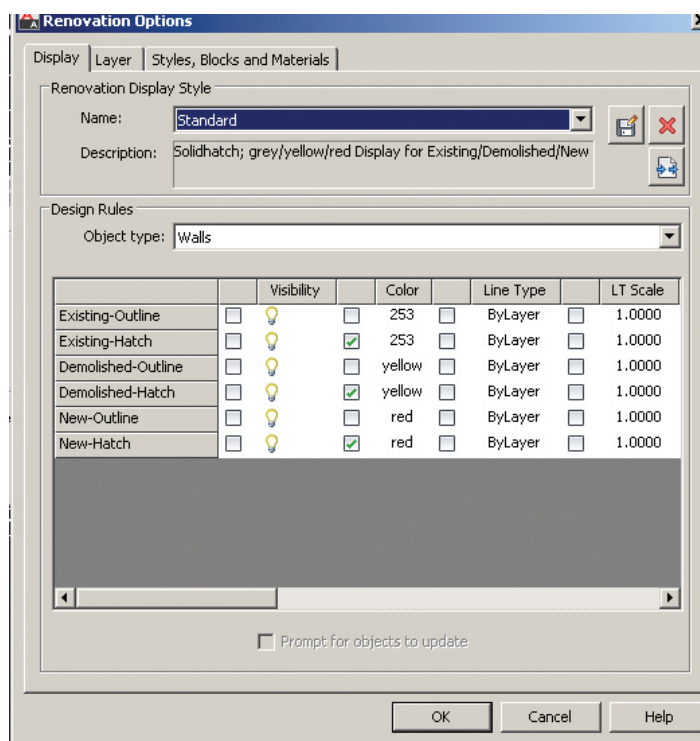 Renovation Options
Display Layer Styles, Blocks and Materials
Renovation Display Style
Name: Standard
Description: Solidhatch; grey/yellow/red Display for Existing/Demolished/New
Design Rules
Object type: Walls
Visibility Color Line Type LT Scale
Existing-Outline 253 ByLayer 1.0000
Existing-Hatch 253 ByLayer 1.0000
Demolished-Outline yellow ByLayer 1.0000
Demolished-Hatch yellow ByLayer 1.0000
New-Outline red ByLayer 1.0000
New-Hatch red ByLayer 1.0000
Prompt for objects to update
OK Cancel Help